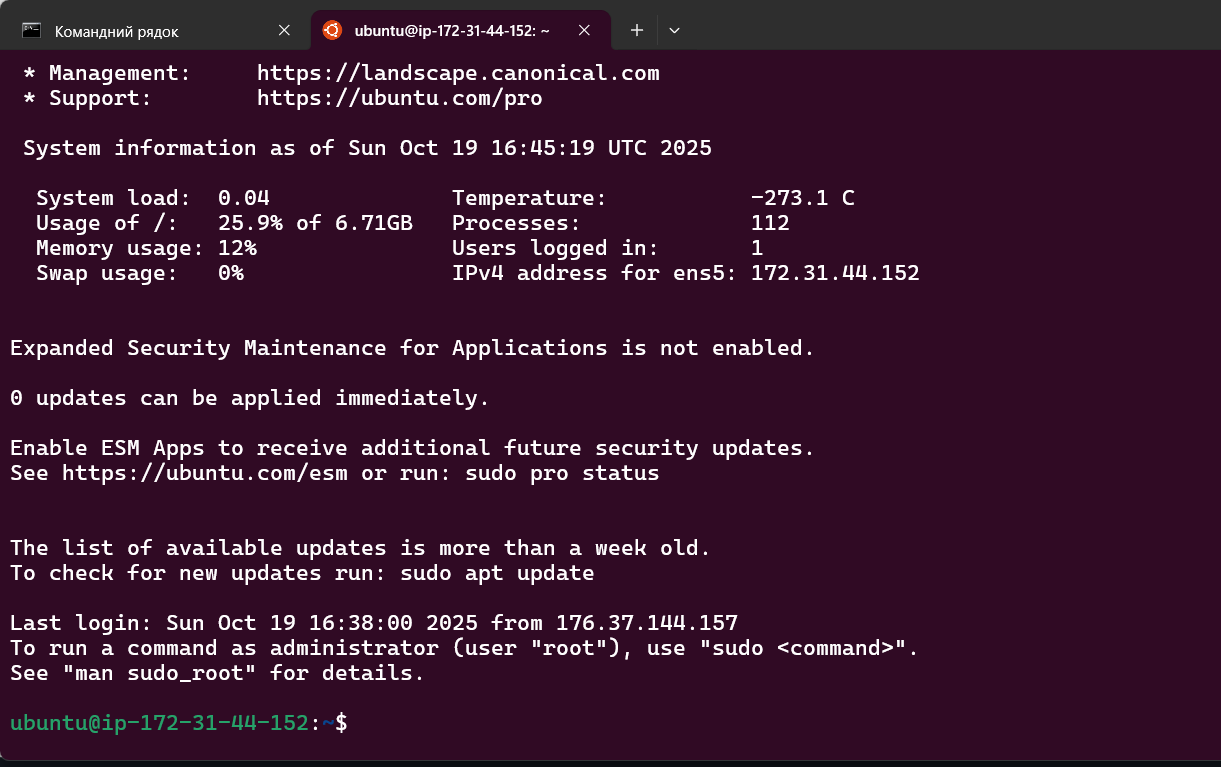 Командний рядок
ubuntu@ip-172-31-44-152: ~
* Management:     https://landscape.canonical.com
* Support:        https://ubuntu.com/pro
System information as of Sun Oct 19 16:45:19 UTC 2025
System load:  0.04              Temperature:           -273.1 C
Usage of /:   25.9% of 6.71GB   Processes:             112
Memory usage: 12%               Users logged in:       1
Swap usage:   0%                IPv4 address for ens5: 172.31.44.152
Expanded Security Maintenance for Applications is not enabled.
0 updates can be applied immediately.
Enable ESM Apps to receive additional future security updates.
See https://ubuntu.com/esm or run: sudo pro status
The list of available updates is more than a week old.
To check for new updates run: sudo apt update
Last login: Sun Oct 19 16:38:00 2025 from 176.37.144.157
To run a command as administrator (user "root"), use "sudo <command>".
See "man sudo_root" for details.
ubuntu@ip-172-31-44-152:~$